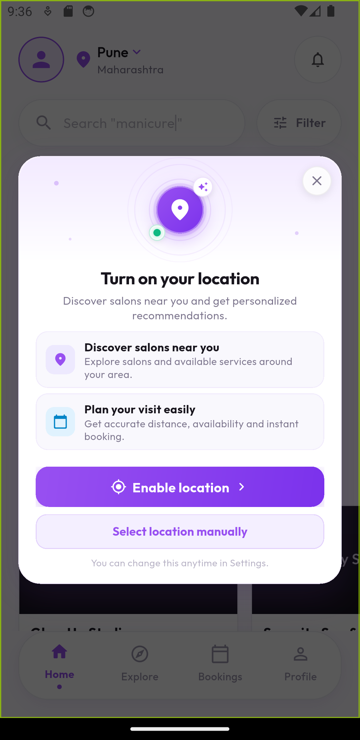 9:36
Pune
Maharashtra
Search "manicure"
Filter
Turn on your location
Discover salons near you and get personalized
recommendations.
Discover salons near you
Explore salons and available services around
your area.
Plan your visit easily
Get accurate distance, availability and instant
booking.
Enable location
Select location manually
You can change this anytime in Settings.
Home
Explore
Bookings
Profile